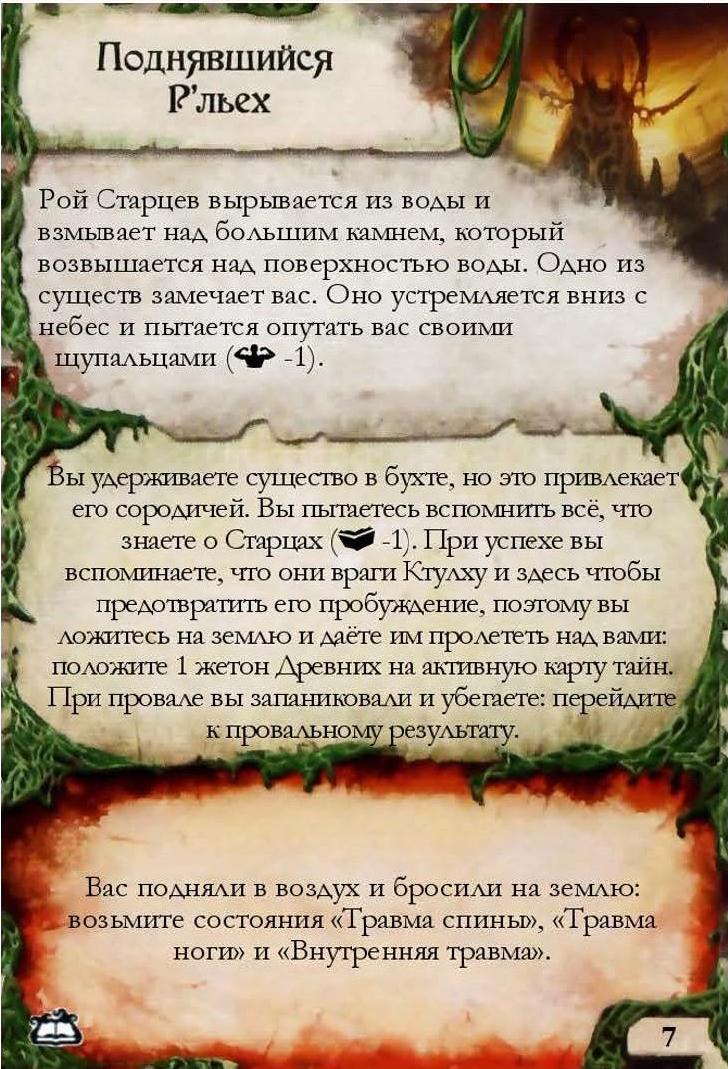 Поднявшийся
Р'льех
Рой Старцев вырывается из воды и
взмывает над большим камнем, который
возвышается над поверхностью воды. Одно из
существ замечает вас. Оно устремляется вниз с
небес и пытается опутать вас своими
щупальцами ( -1).
Вы удерживаете существо в бухте, но это привлекает
его сородичей. Вы пытаетесь вспомнить всё, что
знаете о Старцах ( -1). При успехе вы
вспоминаете, что они враги Ктулху и здесь чтобы
предотвратить его пробуждение, поэтому вы
ложитесь на землю и даёте им пролететь над вами:
положите 1 жетон Древних на активную карту тайн.
При провале вы запаниковали и убегаете: перейдите
к провальному результату.
Вас подняли в воздух и бросили на землю:
возьмите состояния «Травма спины», «Травма
ноги» и «Внутренняя травма».
7